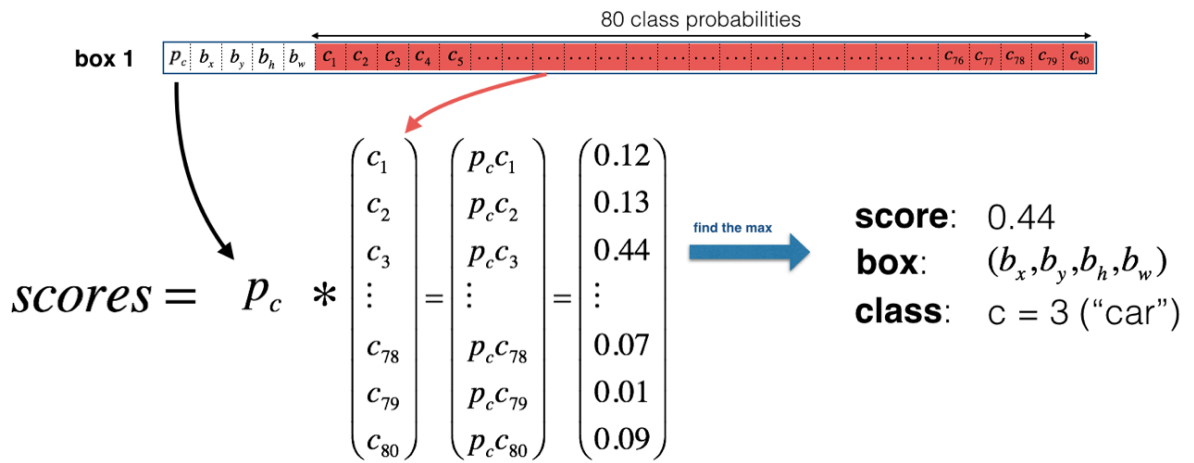 80 class probabilities
box 1 p_c b_x b_y b_h b_w c_1 c_2 c_3 c_4 c_5 ... ... ... ... ... ... ... ... ... ... ... ... ... ... ... c_76 c_77 c_78 c_79 c_80
scores = p_c * (c_1 c_2 c_3 ⋮ c_78 c_79 c_80) = (p_c c_1 p_c c_2 p_c c_3 ⋮ p_c c_78 p_c c_79 p_c c_80) = (0.12 0.13 0.44 ⋮ 0.07 0.01 0.09)
find the max
score: 0.44
box: (b_x,b_y,b_h,b_w)
class: c = 3 (“car”)